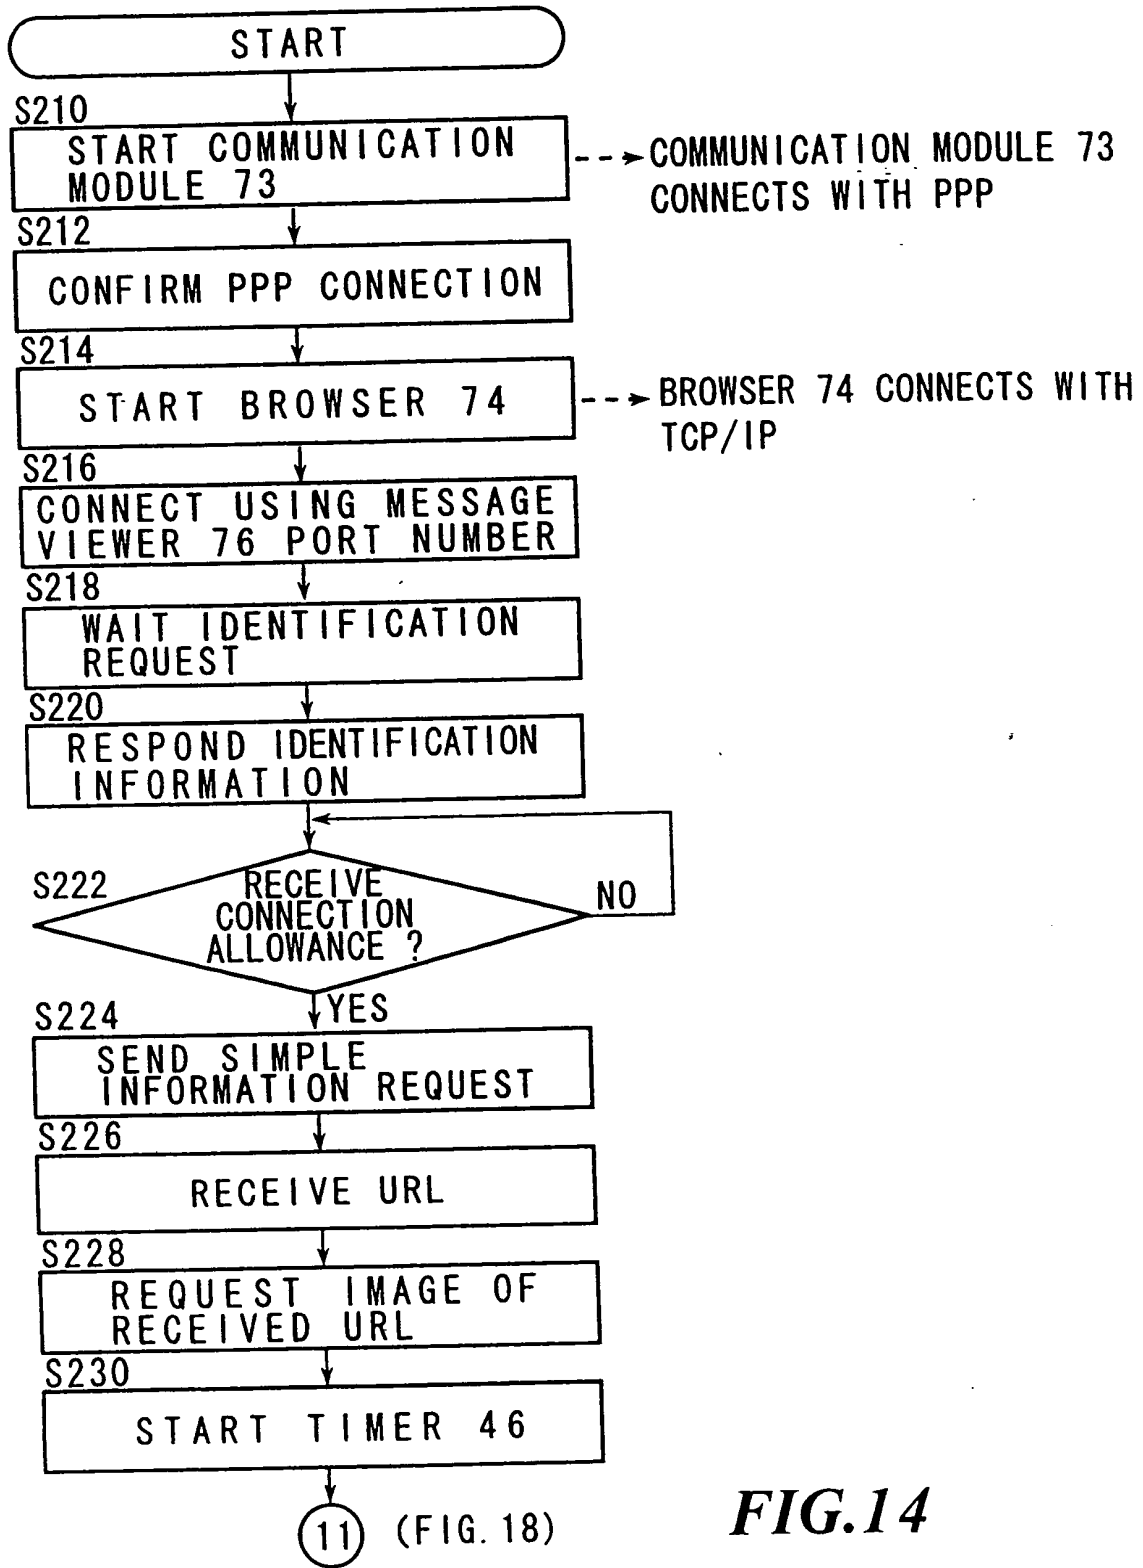 START
S210
START COMMUNICATION
MODULE 73
COMMUNICATION MODULE 73
CONNECTS WITH PPP
S212
CONFIRM PPP CONNECTION
S214
START BROWSER 74
BROWSER 74 CONNECTS WITH
TCP/IP
S216
CONNECT USING MESSAGE
VIEWER 76 PORT NUMBER
S218
WAIT IDENTIFICATION
REQUEST
S220
RESPOND IDENTIFICATION
INFORMATION
S222
RECEIVE
CONNECTION
ALLOWANCE ?
NO
YES
S224
SEND SIMPLE
INFORMATION REQUEST
S226
RECEIVE URL
S228
REQUEST IMAGE OF
RECEIVED URL
S230
START TIMER 46
11 (FIG. 18)
FIG.14